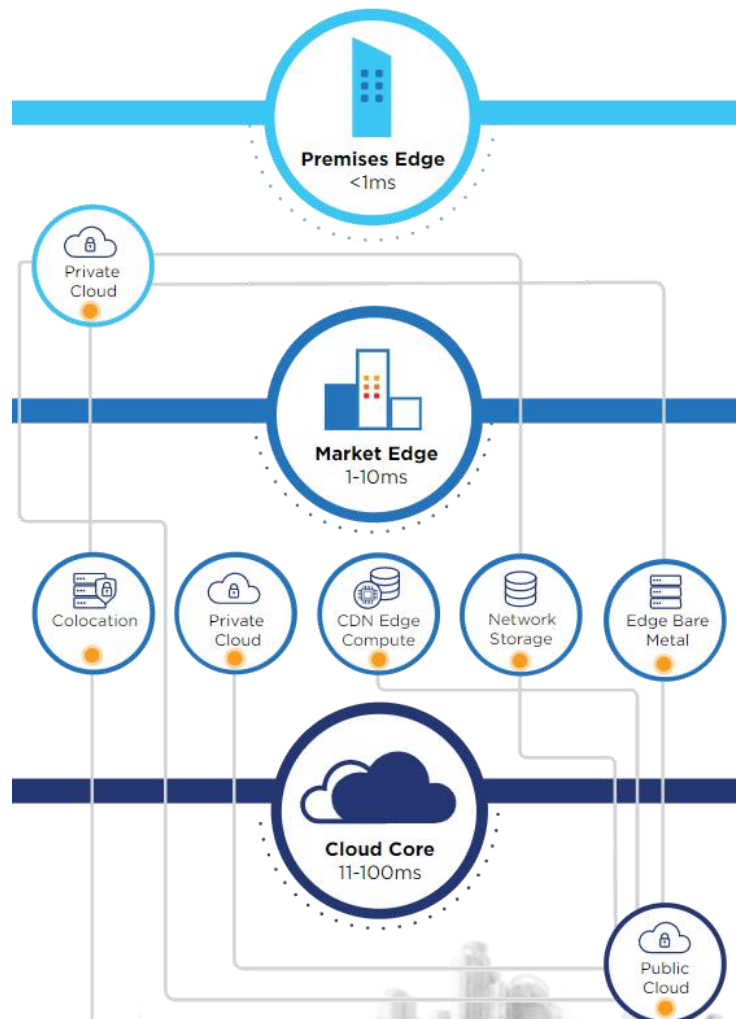 Premises Edge
<1ms
Private
Cloud
Market Edge
1-10ms
Colocation
Private
Cloud
CDN Edge
Compute
Network
Storage
Edge Bare
Metal
Cloud Core
11-100ms
Public
Cloud